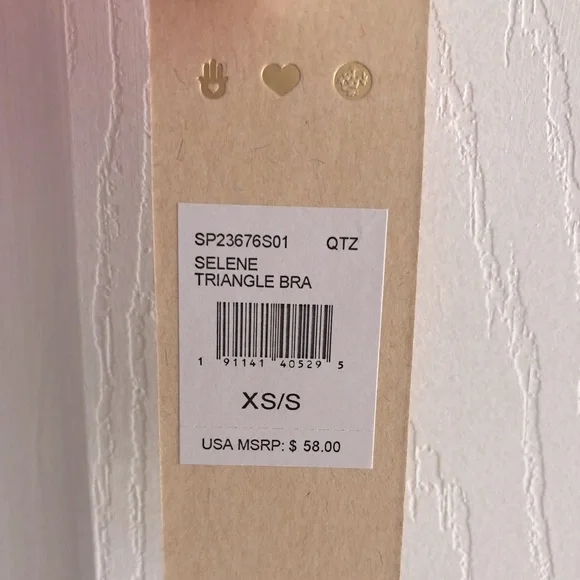 SP23676S01 QTZ
SELENE
TRIANGLE BRA
1 91141 40529 5
XS/S
USA MSRP: $ 58.00